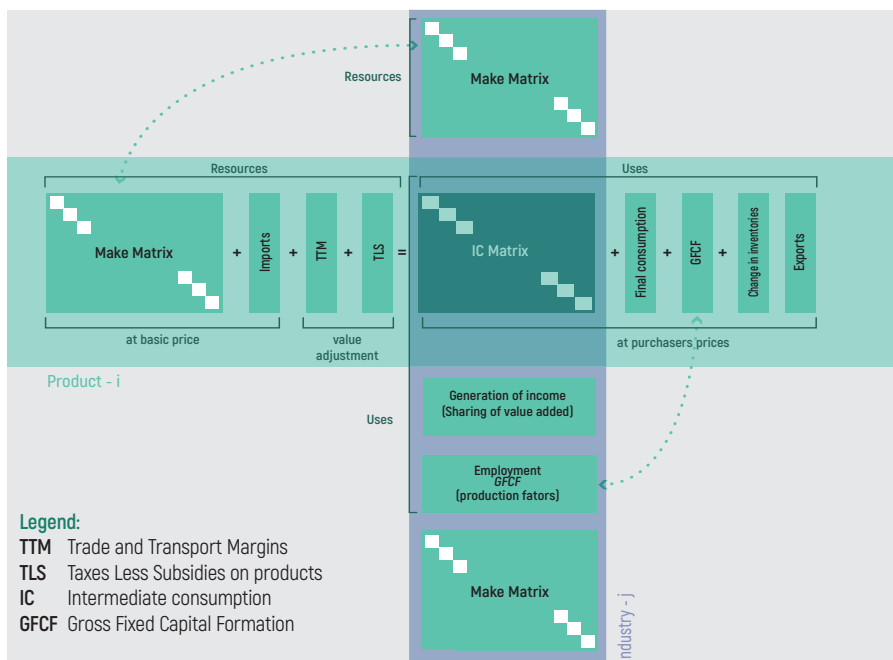 Resources
Make Matrix
Resources
Uses
Make Matrix
+
Imports
+
TTM
+
TLS
=
IC Matrix
+
Final consumption
+
GFCF
+
Change in inventories
Exports
at basic price
value
adjustment
at purchasers prices
Product - i
Uses
Generation of income
(Sharing of value added)
Employment
GFCF
(production fators)
Legend:
TTM Trade and Transport Margins
TLS Taxes Less Subsidies on products
IC Intermediate consumption
GFCF Gross Fixed Capital Formation
Make Matrix
ndustry - j